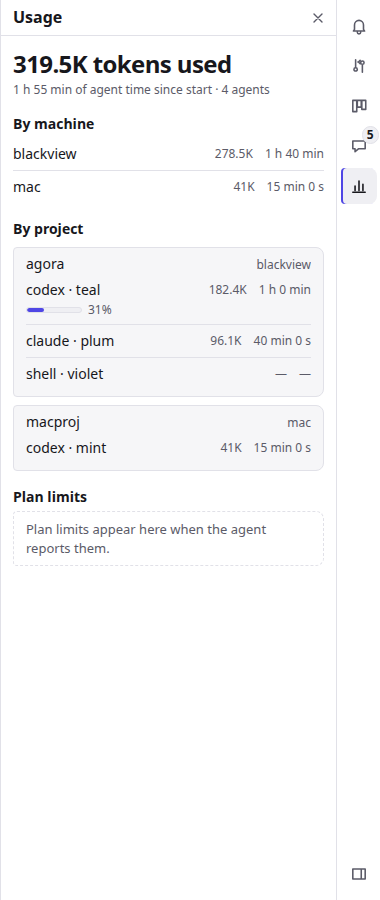 Usage
319.5K tokens used
1 h 55 min of agent time since start · 4 agents
By machine
blackview 278.5K 1 h 40 min
mac 41K 15 min 0 s
By project
agora blackview
codex · teal 182.4K 1 h 0 min
31%
claude · plum 96.1K 40 min 0 s
shell · violet — —
macproj mac
codex · mint 41K 15 min 0 s
Plan limits
Plan limits appear here when the agent
reports them.
5